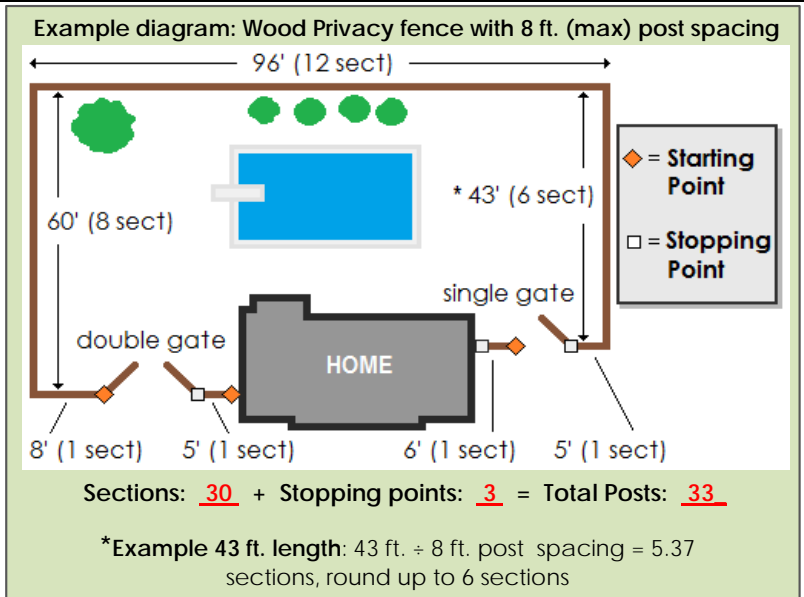 Example diagram: Wood Privacy fence with 8 ft. (max) post spacing
96' (12 sect)
60' (8 sect)
* 43' (6 sect)
◆ = Starting
Point
□ = Stopping
Point
single gate
double gate
HOME
8' (1 sect) 5' (1 sect) 6' (1 sect) 5' (1 sect)
Sections: 30 + Stopping points: 3 = Total Posts: 33_
*Example 43 ft. length: 43 ft. ÷ 8 ft. post spacing = 5.37
sections, round up to 6 sections